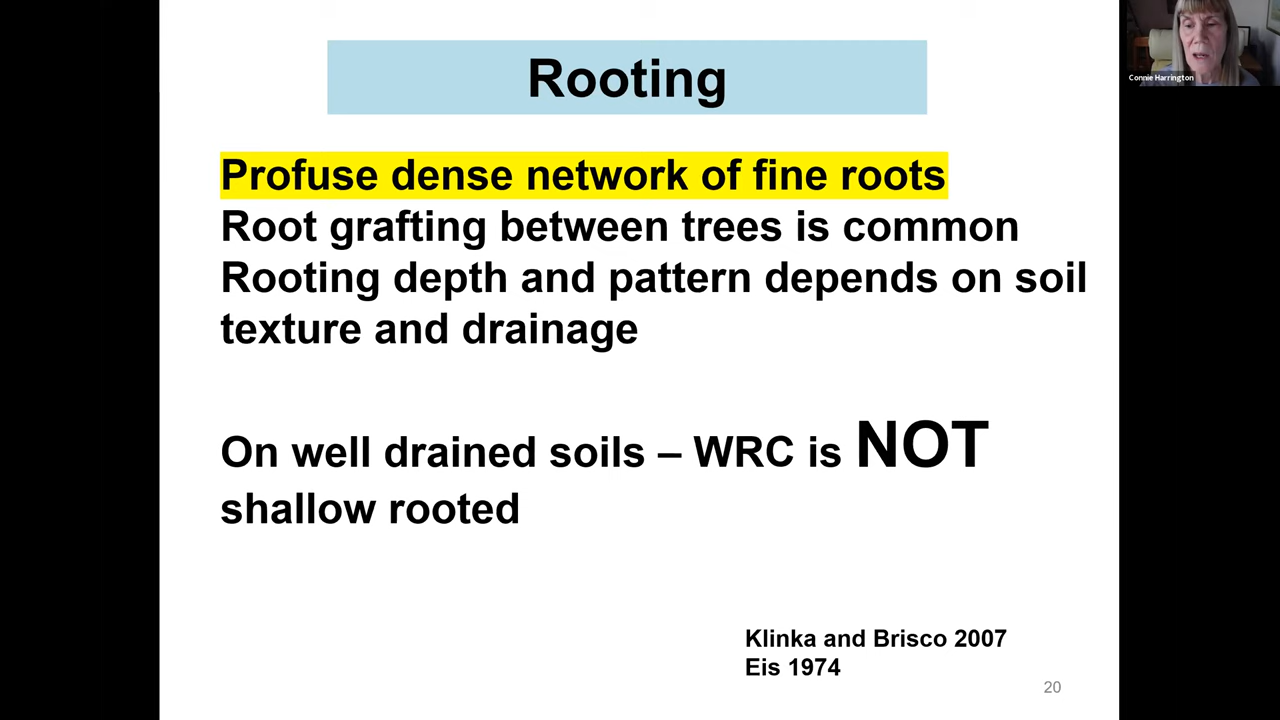 Rooting
Connie Harrington
Profuse dense network of fine roots
Root grafting between trees is common
Rooting depth and pattern depends on soil
texture and drainage
On well drained soils – WRC is NOT
shallow rooted
Klinka and Brisco 2007
Eis 1974
20